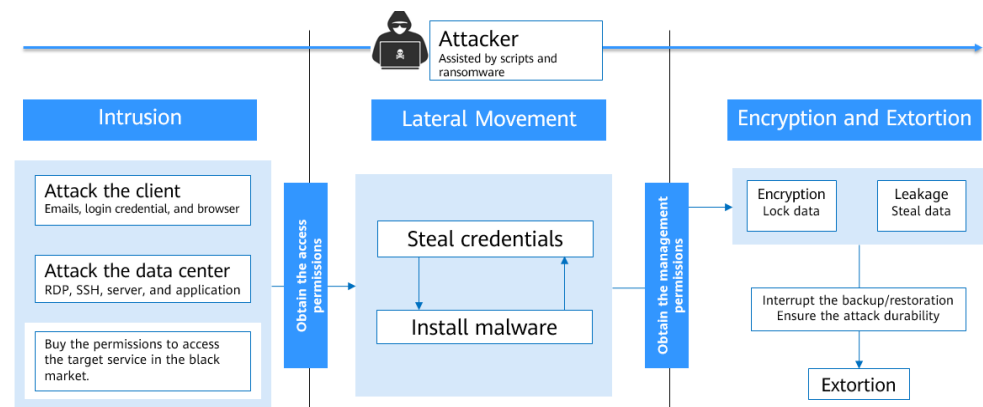 Attacker
Assisted by scripts and
ransomware
Intrusion
Lateral Movement
Encryption and Extortion
Attack the client
Emails, login credential, and browser
Attack the data center
RDP, SSH, server, and application
Buy the permissions to access
the target service in the black
market.
Obtain the access
permissions
Steal credentials
Install malware
Obtain the management
permissions
Encryption
Lock data
Leakage
Steal data
Interrupt the backup/restoration
Ensure the attack durability
Extortion